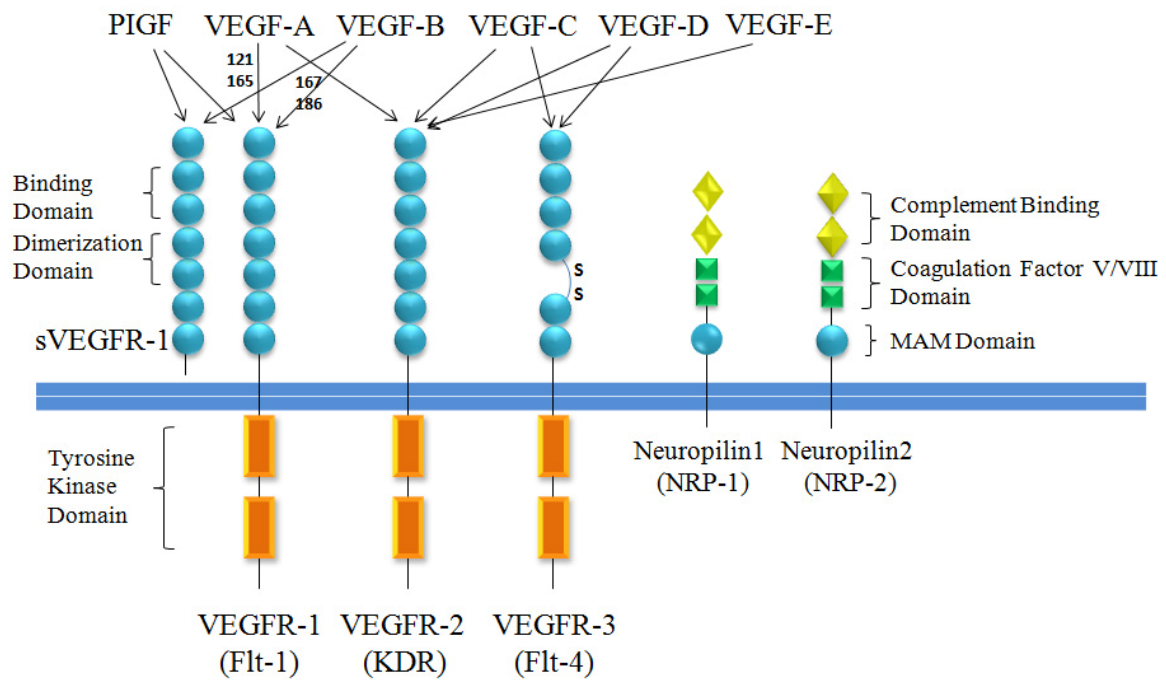 PIGF VEGF-A VEGF-B VEGF-C VEGF-D VEGF-E
121
165
167
186
Binding
Domain
Dimerization
Domain
sVEGFR-1
S
S
Complement Binding
Domain
Coagulation Factor V/VIII
Domain
MAM Domain
Tyrosine
Kinase
Domain
Neuropilin1
(NRP-1)
Neuropilin2
(NRP-2)
VEGFR-1
(Flt-1)
VEGFR-2
(KDR)
VEGFR-3
(Flt-4)